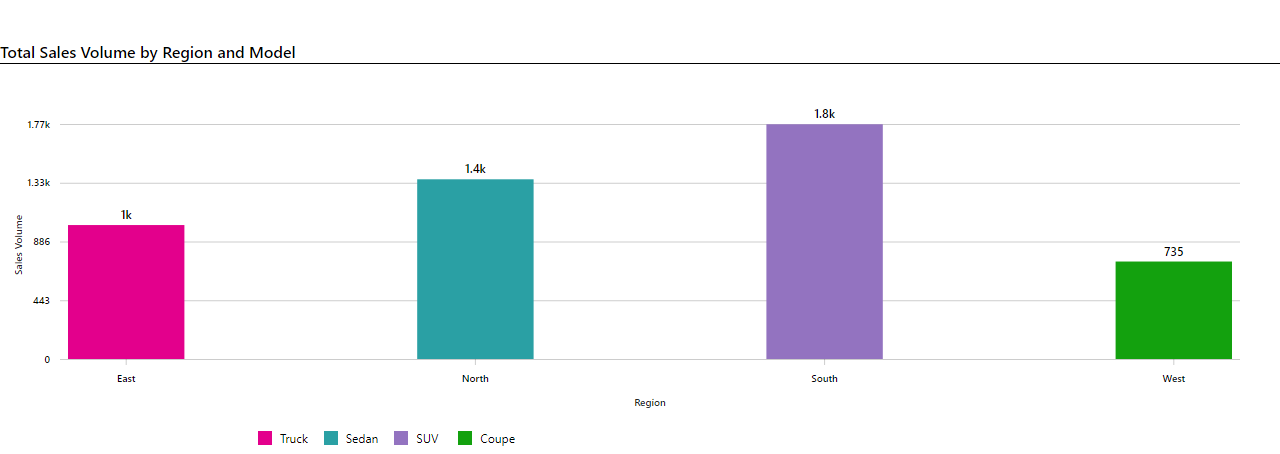 Total Sales Volume by Region and Model
1.8k
1.77k
1.4k
1.33k
1k
886
735
443
0
Sales Volume
East North South West
Region
Truck Sedan SUV Coupe